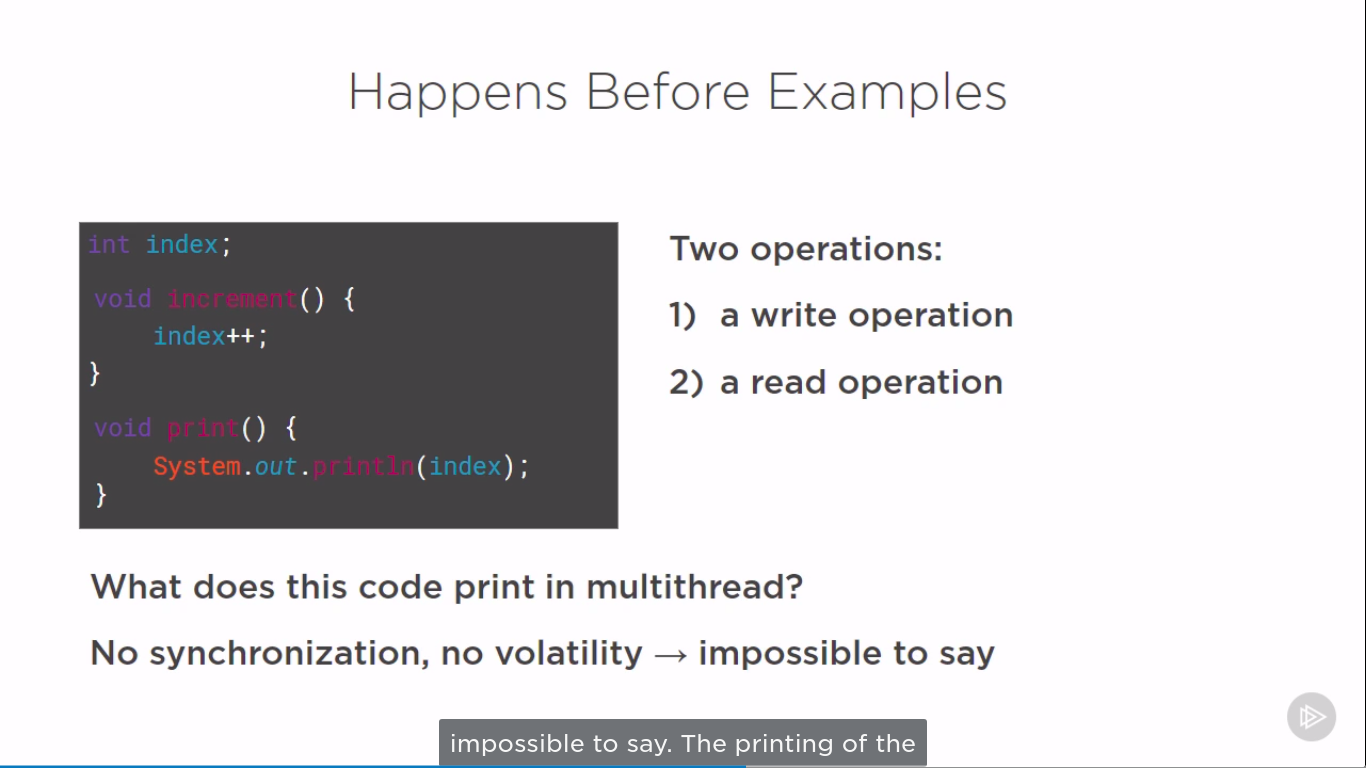 Happens Before Examples
int index;
void increment() {
index++;
}
void print() {
System.out.println(index);
}
Two operations:
1) a write operation
2) a read operation
What does this code print in multithread?
No synchronization, no volatility → impossible to say
impossible to say. The printing of the